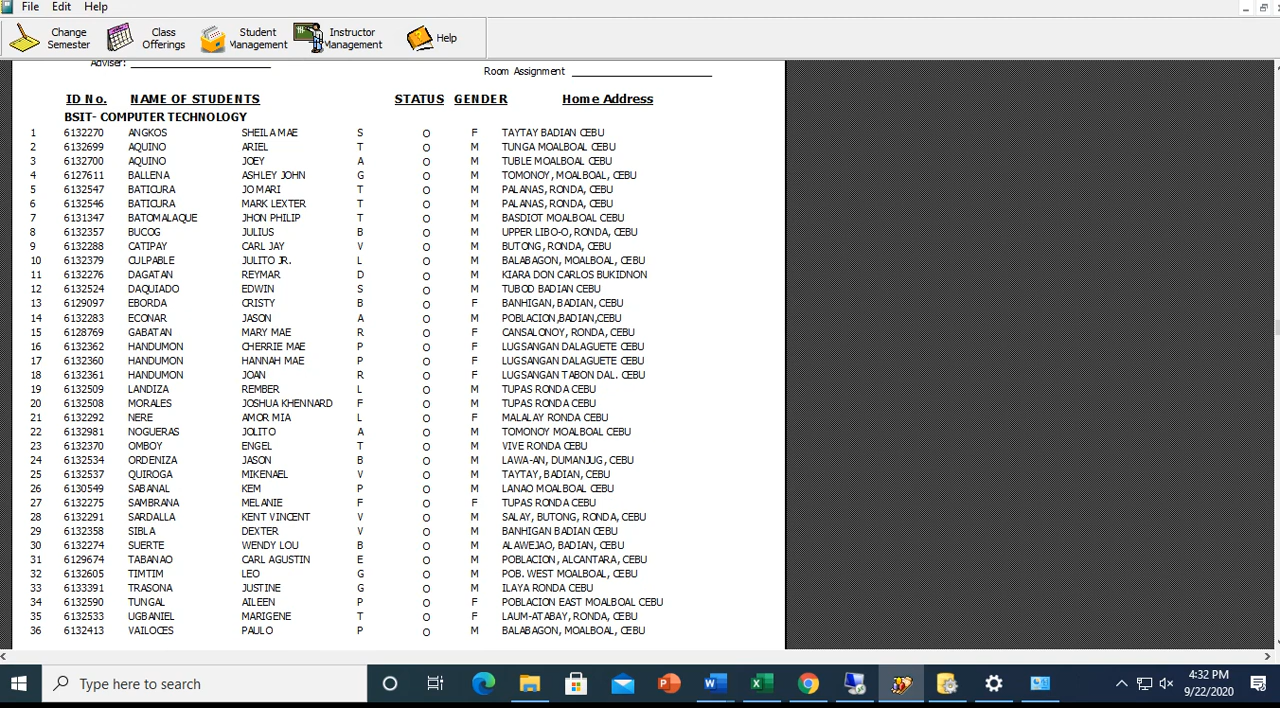 File Edit Help
Change Semester Class Offerings Student Management Instructor Management Help
Adviser:
Room Assignment
ID No. NAME OF STUDENTS STATUS GENDER Home Address
BSIT- COMPUTER TECHNOLOGY
1 6132270 ANGKOS SHEILA MAE S O F TAYTAY BADIAN CEBU
2 6132699 AQUINO ARIEL T O M TUNGA MOALBOAL CEBU
3 6132700 AQUINO JOEY A O M TUBLE MOALBOAL CEBU
4 6127611 BALLENA ASHLEY JOHN G O M TOMONOY, MOALBOAL, CEBU
5 6132547 BATICURA JO MARI T O M PALANAS, RONDA, CEBU
6 6132546 BATICURA MARK LEXTER T O M PALANAS, RONDA, CEBU
7 6131347 BATOMALAQUE JHON PHILIP T O M BASDIOT MOALBOAL CEBU
8 6132357 BUCOG JULIUS B O M UPPER LIBO-O, RONDA, CEBU
9 6132288 CATIPAY CARL JAY V O M BUTONG, RONDA, CEBU
10 6132379 CULPABLE JULITO JR. L O M BALABAGON, MOALBOAL, CEBU
11 6132276 DAGATAN REYMAR D O M KIARA DON CARLOS BUKIDNON
12 6132524 DAQUIADO EDWIN S O M TUBOD BADIAN CEBU
13 6129097 EBORDA CRISTY B O F BANHIGAN, BADIAN, CEBU
14 6132283 ECONAR JASON A O M POBLACION,BADIAN,CEBU
15 6128769 GABATAN MARY MAE R O F CANSALONOY, RONDA, CEBU
16 6132362 HANDUMON CHERRIE MAE P O F LUGSANGAN DALAGUETE CEBU
17 6132360 HANDUMON HANNAH MAE P O F LUGSANGAN DALAGUETE CEBU
18 6132361 HANDUMON JOAN R O F LUGSANGAN TABON DAL. CEBU
19 6132509 LANDIZA REMBER L O M TUPAS RONDA CEBU
20 6132508 MORALES JOSHUA KHENNARD F O M TUPAS RONDA CEBU
21 6132292 NERE AMOR MIA L O F MALALAY RONDA CEBU
22 6132981 NOGUERAS JOLITO A O M TOMONOY MOALBOAL CEBU
23 6132370 OMBOY ENGEL T O M VIVE RONDA CEBU
24 6132534 ORDENIZA JASON B O M LAWA-AN, DUMANJUG, CEBU
25 6132537 QUIROGA MIKENAEL V O M TAYTAY, BADIAN, CEBU
26 6130549 SABANAL KEM P O M LANAO MOALBOAL CEBU
27 6132275 SAMBRANA MELANIE F O F TUPAS RONDA CEBU
28 6132291 SARDALLA KENT VINCENT V O M SALAY, BUTONG, RONDA, CEBU
29 6132358 SIBLA DEXTER V O M BANHIGAN BADIAN CEBU
30 6132274 SUERTE WENDY LOU B O M ALAWEJAO, BADIAN, CEBU
31 6129674 TABANAO CARL AGUSTIN E O M POBLACION, ALCANTARA, CEBU
32 6132605 TIMTIM LEO G O M POB. WEST MOALBOAL, CEBU
33 6133391 TRASONA JUSTINE G O M ILAYA RONDA CEBU
34 6132590 TUNGAL AILEEN P O F POBLACION EAST MOALBOAL CEBU
35 6132533 UGBANIEL MARIGENE T O F LAUM-ATABAY, RONDA, CEBU
36 6132413 VAILOCES PAULO P O M BALABAGON, MOALBOAL, CEBU
Type here to search
4:32 PM
9/22/2020